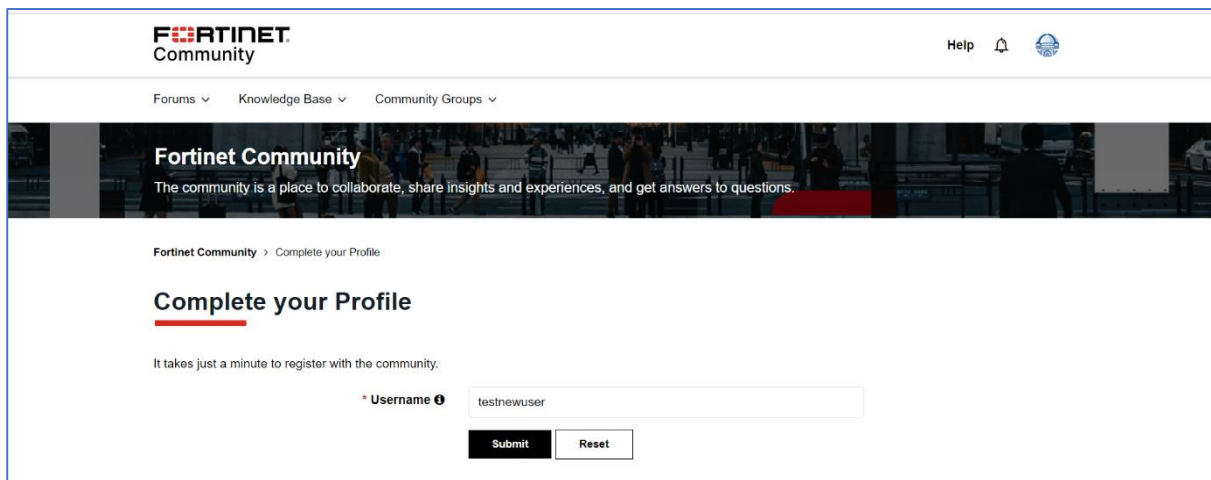 FORTINET
Community
Help
Forums Knowledge Base Community Groups
Fortinet Community
The community is a place to collaborate, share insights and experiences, and get answers to questions.
Fortinet Community > Complete your Profile
Complete your Profile
It takes just a minute to register with the community.
* Username
testnewuser
Submit Reset